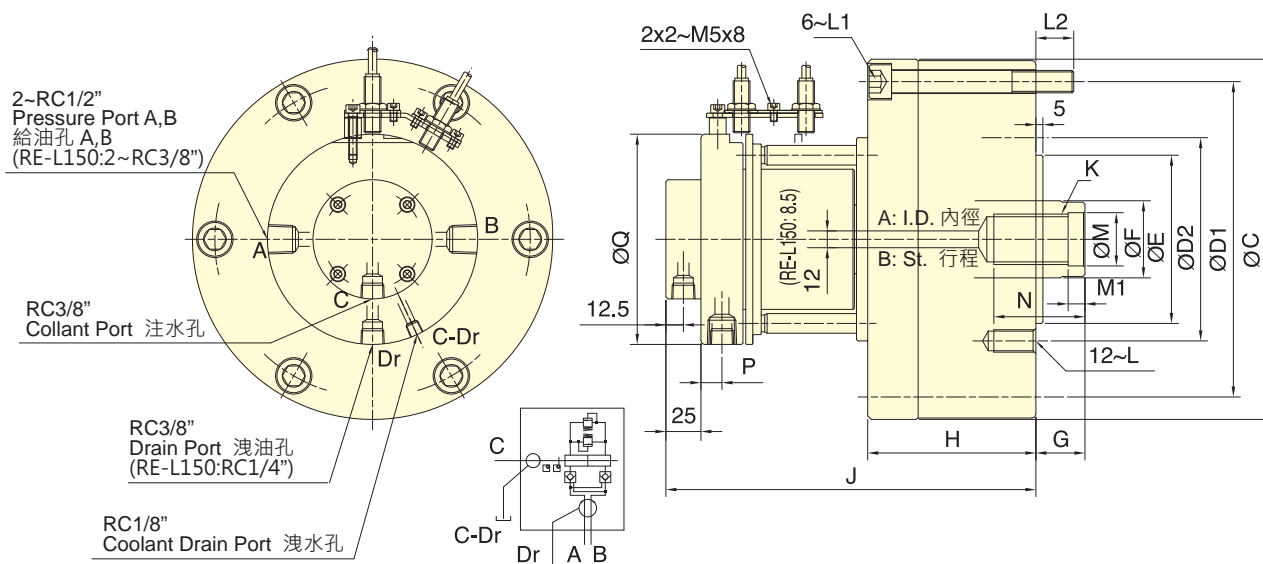 2~RC1/2"
Pressure Port A,B
給油孔 A,B
(RE-L150:2~RC3/8")
A
B
C
RC3/8"
Collant Port 注水孔
C-Dr
Dr
RC3/8"
Drain Port 洩油孔
(RE-L150:RC1/4")
RC1/8"
Coolant Drain Port 洩水孔
C
C-Dr
Dr
A
B
2x2~M5x8
6~L1
L2
5
K
(RE-L150: 8.5)
12
A: I.D. 內徑
B: St. 行程
ØQ
ØM
ØF
ØE
ØD2
ØD1
ØC
M1
N
12.5
P
25
12~L
H
G
J